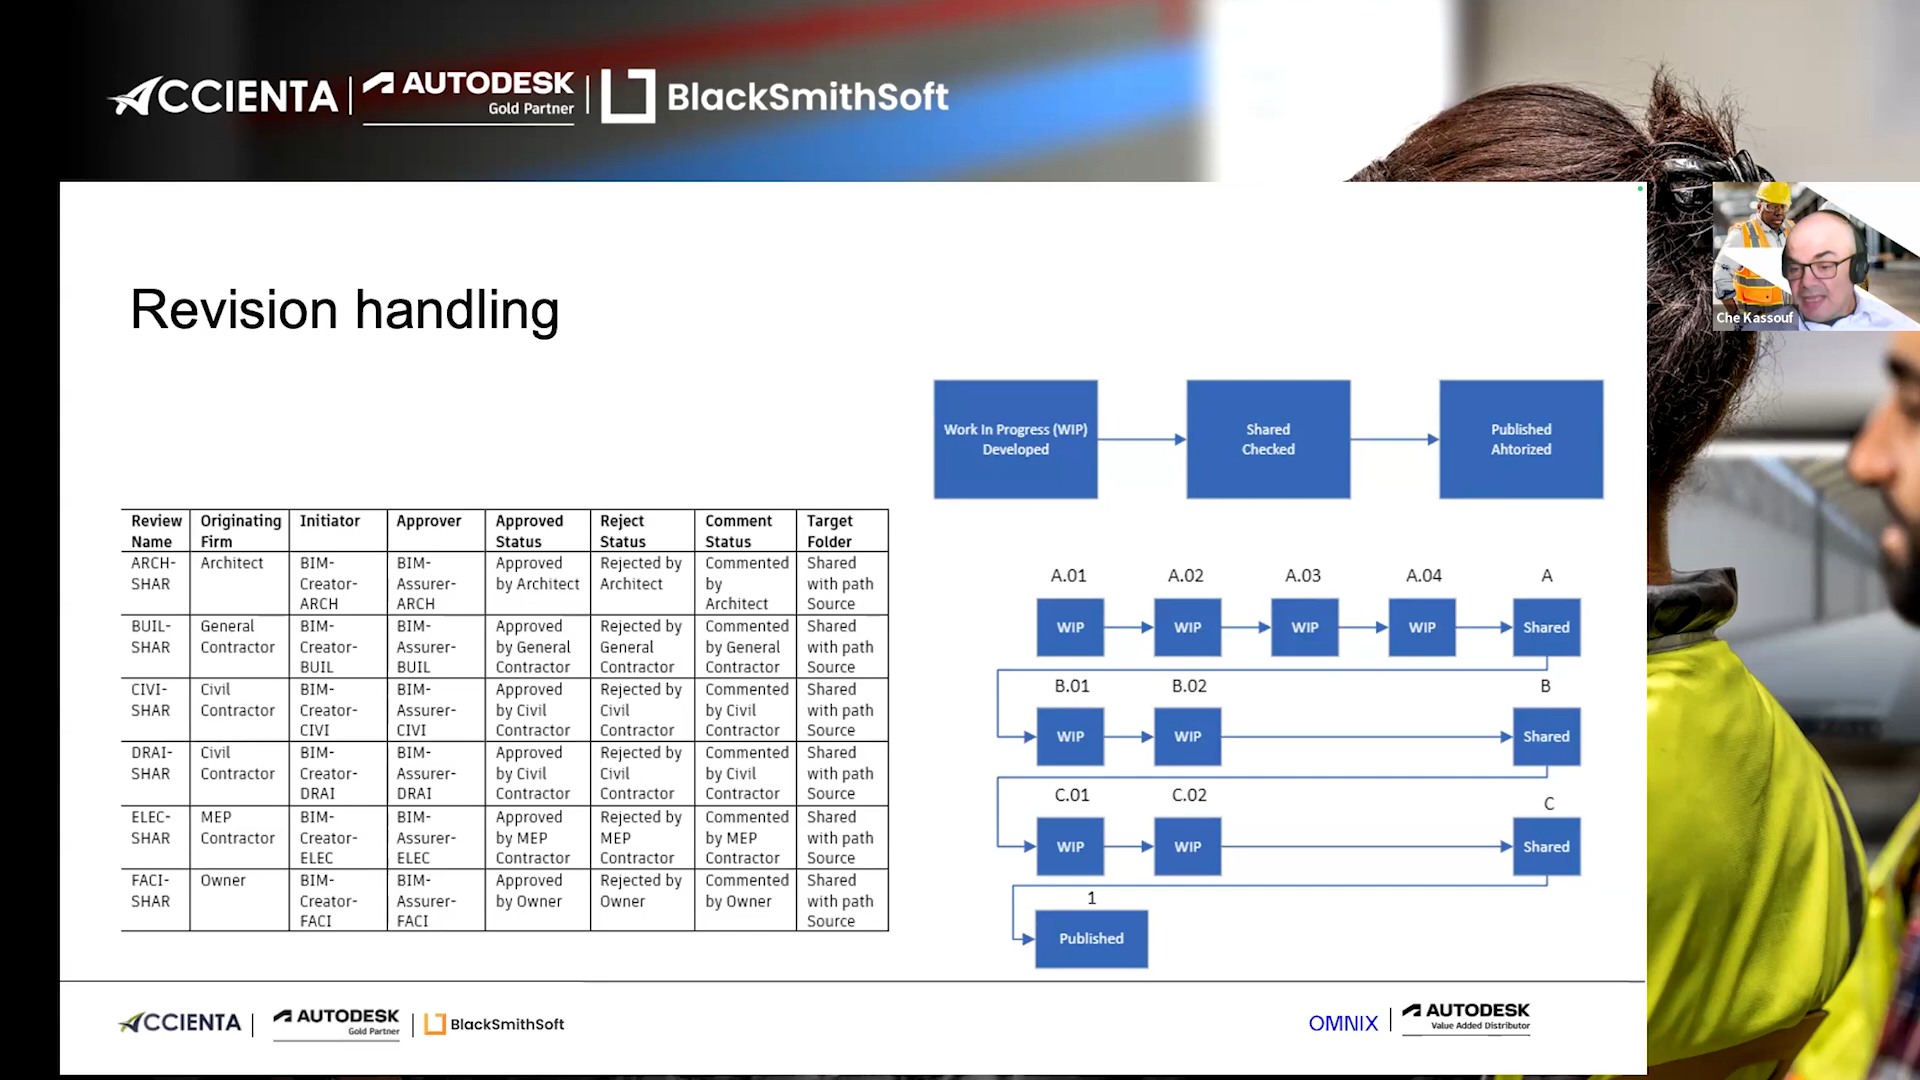 ACCIENTA
AUTODESK
Gold Partner
BlackSmithSoft
Che Kassouf
Revision handling
Work In Progress (WIP)
Developed
Shared
Checked
Published
Ahtorized
Review Name Originating Firm Initiator Approver Approved Status Reject Status Comment Status Target Folder
ARCH-SHAR Architect BIM-Creator-ARCH BIM-Assurer-ARCH Approved by Architect Rejected by Architect Commented by Architect Shared with path Source
BUIL-SHAR General Contractor BIM-Creator-BUIL BIM-Assurer-BUIL Approved by General Contractor Rejected by General Contractor Commented by General Contractor Shared with path Source
CIVI-SHAR Civil Contractor BIM-Creator-CIVI BIM-Assurer-CIVI Approved by Civil Contractor Rejected by Civil Contractor Commented by Civil Contractor Shared with path Source
DRAI-SHAR Civil Contractor BIM-Creator-DRAI BIM-Assurer-DRAI Approved by Civil Contractor Rejected by Civil Contractor Commented by Civil Contractor Shared with path Source
ELEC-SHAR MEP Contractor BIM-Creator-ELEC BIM-Assurer-ELEC Approved by MEP Contractor Rejected by MEP Contractor Commented by MEP Contractor Shared with path Source
FACI-SHAR Owner BIM-Creator-FACI BIM-Assurer-FACI Approved by Owner Rejected by Owner Commented by Owner Shared with path Source
A.01 A.02 A.03 A.04 A
WIP WIP WIP WIP Shared
B.01 B.02 B
WIP WIP Shared
C.01 C.02 C
WIP WIP Shared
1
Published
ACCIENTA
AUTODESK
Gold Partner
BlackSmithSoft
OMNIX
AUTODESK
Value Added Distributor